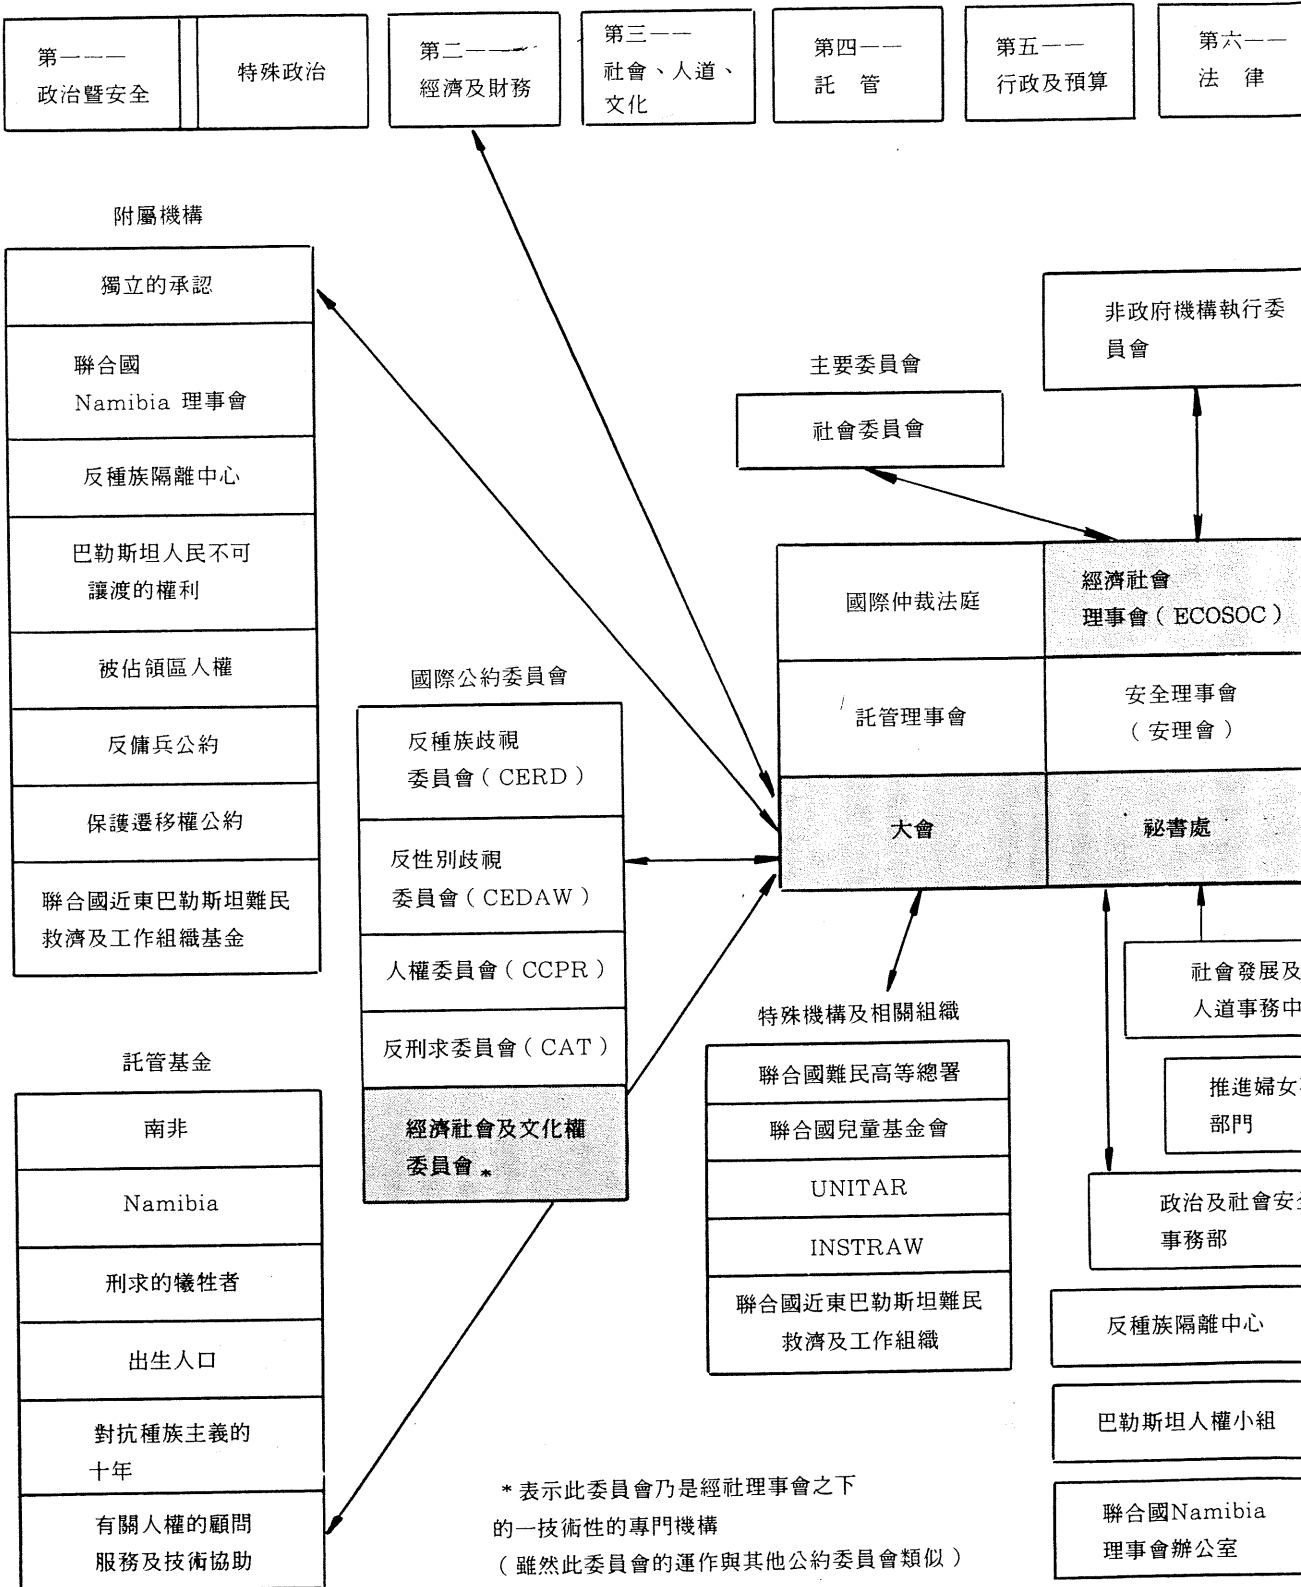 第一——
政治暨安全
特殊政治
第二——
經濟及財務
第三——
社會、人道、
文化
第四——
託 管
第五——
行政及預算
第六——
法 律
附屬機構
獨立的承認
聯合國
Namibia 理事會
反種族隔離中心
巴勒斯坦人民不可
讓渡的權利
被佔領區人權
反傭兵公約
保護遷移權公約
聯合國近東巴勒斯坦難民
救濟及工作組織基金
託管基金
南非
Namibia
刑求的犧牲者
出生人口
對抗種族主義的
十年
有關人權的顧問
服務及技術協助
國際公約委員會
反種族歧視
委員會(CERD)
反性別歧視
委員會(CEDAW)
人權委員會(CCPR)
反刑求委員會(CAT)
經濟社會及文化權
委員會*
主要委員會
社會委員會
非政府機構執行委
員會
國際仲裁法庭
經濟社會
理事會(ECOSOC)
託管理事會
安全理事會
(安理會)
大會
祕書處
特殊機構及相關組織
聯合國難民高等總署
聯合國兒童基金會
UNITAR
INSTRAW
聯合國近東巴勒斯坦難民
救濟及工作組織
社會發展及
人道事務中
推進婦女
部門
政治及社會安全
事務部
反種族隔離中心
巴勒斯坦人權小組
聯合國Namibia
理事會辦公室
*表示此委員會乃是經社理事會之下
的一技術性的專門機構
(雖然此委員會的運作與其他公約委員會類似)